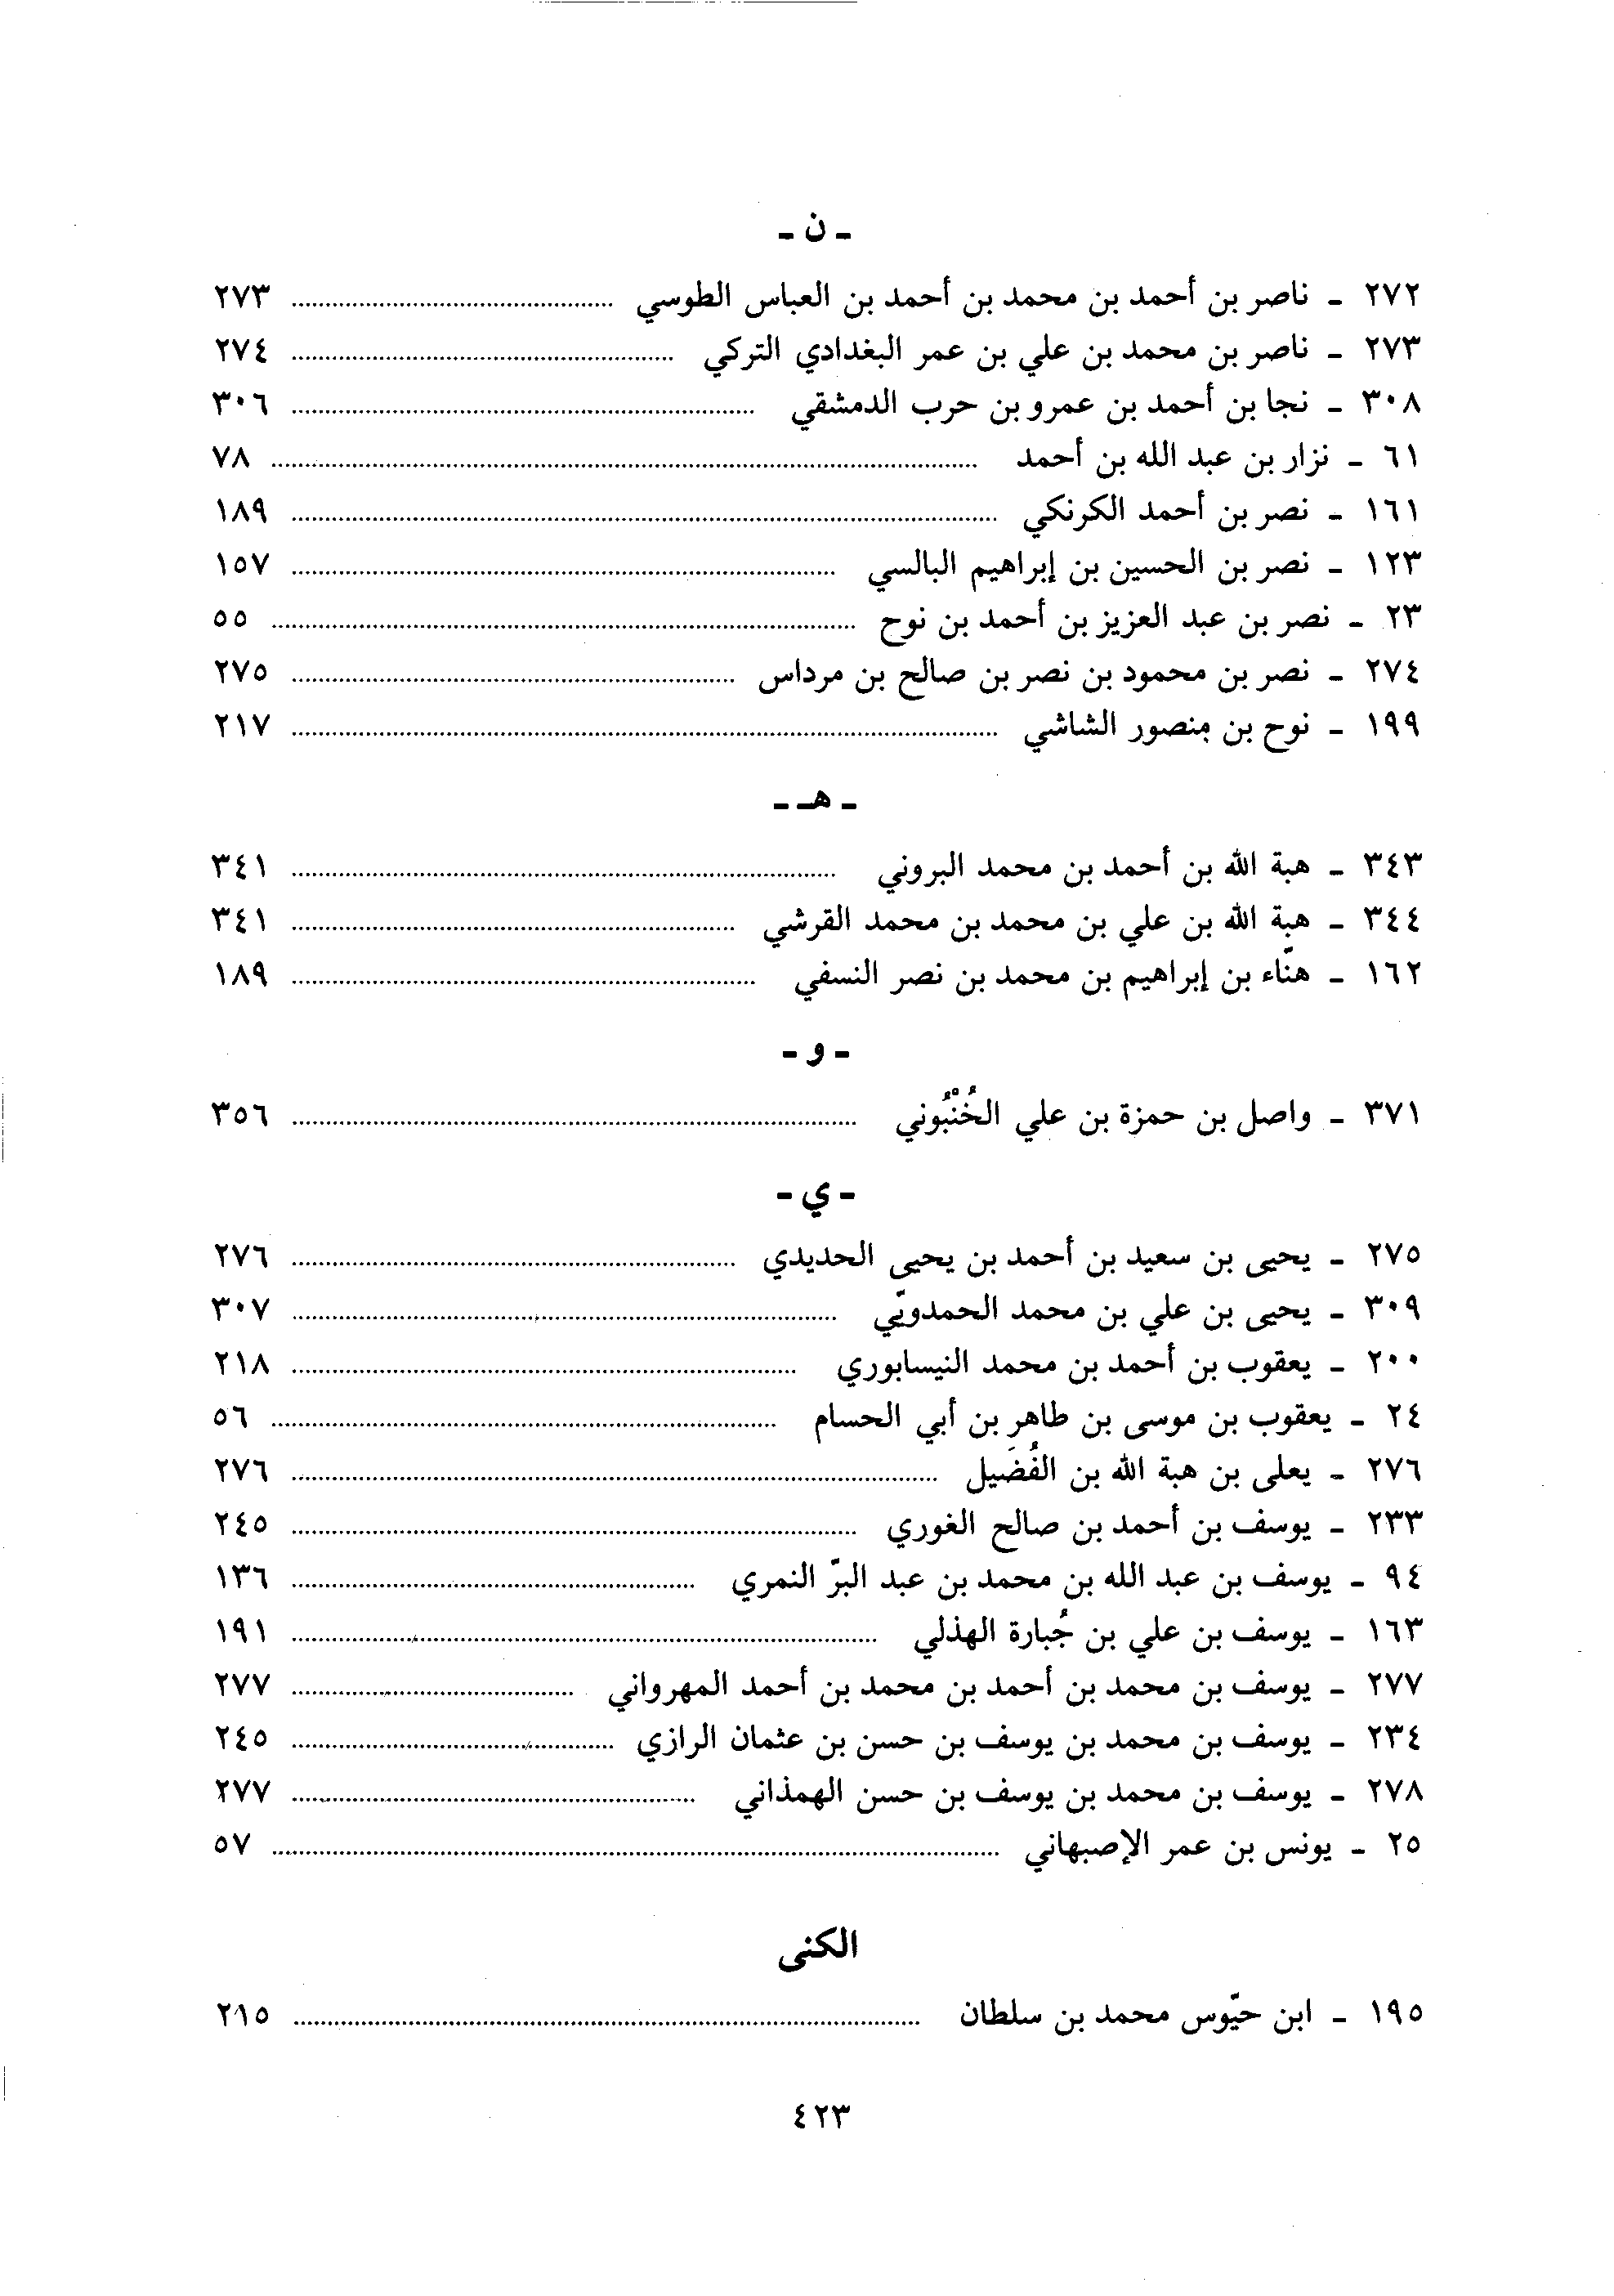 - ن -
٢٧٢ - ناصر بن أحمد بن محمد بن أحمد بن العباس الطوسي ........ ٢٧٣
٢٧٣ - ناصر بن محمد بن علي بن عمر البغدادي التركي ........ ٢٧٤
٣٠٨ - نجا بن أحمد بن عمرو بن حرب الدمشقي ........ ٣٠٦
٦١ - نزار بن عبد الله بن أحمد ........ ٧٨
١٦١ - نصر بن أحمد الكرنكي ........ ١٨٩
١٢٣ - نصر بن الحسين بن إبراهيم البالسي ........ ١٥٧
٢٣ - نصر بن عبد العزيز بن أحمد بن نوح ........ ٥٥
٢٧٤ - نصر بن محمود بن نصر بن صالح بن مرداس ........ ٢٧٥
١٩٩ - نوح بن منصور الشاشي ........ ٢١٧
- هـ -
٣٤٣ - هبة الله بن أحمد بن محمد البروني ........ ٣٤١
٣٤٤ - هبة الله بن علي بن محمد بن محمد القرشي ........ ٣٤١
١٦٢ - هنّاء بن إبراهيم بن محمد بن نصر النسفي ........ ١٨٩
- و -
٣٧١ - واصل بن حمزة بن علي الخُنْبُوني ........ ٣٥٦
- ي -
٢٧٥ - يحيى بن سعيد بن أحمد بن يحيى الحديدي ........ ٢٧٦
٣٠٩ - يحيى بن علي بن محمد الحمدويّي ........ ٣٠٧
٢٠٠ - يعقوب بن أحمد بن محمد النيسابوري ........ ٢١٨
٢٤ - يعقوب بن موسى بن طاهر بن أبي الحسام ........ ٥٦
٢٧٦ - يعلى بن هبة الله بن الفُضَيل ........ ٢٧٦
٢٣٣ - يوسف بن أحمد بن صالح الغوري ........ ٢٤٥
٩٤ - يوسف بن عبد الله بن محمد بن عبد البرّ النمري ........ ١٣٦
١٦٣ - يوسف بن علي بن جُبارة الهذلي ........ ١٩١
٢٧٧ - يوسف بن محمد بن أحمد بن محمد بن أحمد المهرواني ........ ٢٧٧
٢٣٤ - يوسف بن محمد بن يوسف بن حسن بن عثمان الرازي ........ ٢٤٥
٢٧٨ - يوسف بن محمد بن يوسف بن حسن الهمذاني ........ ٢٧٧
٢٥ - يونس بن عمر الإصبهاني ........ ٥٧
الكنى
١٩٥ - ابن حيّوس محمد بن سلطان ........ ٢١٥
٤٢٣